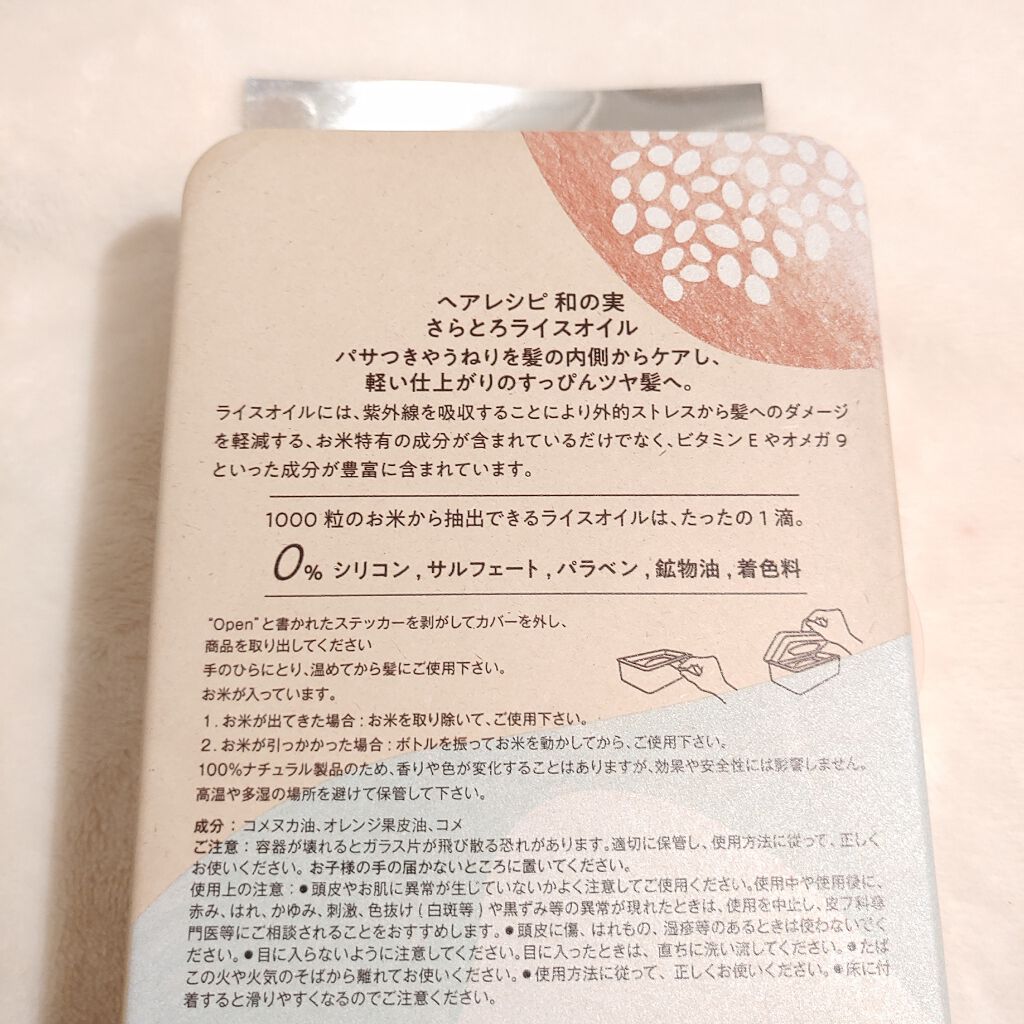 ヘアレシピ 和の実
さらとろライスオイル
パサつきやうねりを髪の内側からケアし、
軽い仕上がりのすっぴんツヤ髪へ。
ライスオイルには、紫外線を吸収することにより外的ストレスから髪へのダメージ
を軽減する、お米特有の成分が含まれているだけでなく、ビタミンEやオメガ9
といった成分が豊富に含まれています。
1000 粒のお米から抽出できるライスオイルは、たったの1滴。
0% シリコン , サルフェート , パラベン , 鉱物油 , 着色料
"Open"と書かれたステッカーを剥がしてカバーを外し、
商品を取り出してください
手のひらにとり、温めてから髪にご使用下さい。
お米が入っています。
1. お米が出てきた場合 : お米を取り除いて、ご使用下さい。
2. お米が引っかかった場合 : ボトルを振ってお米を動かしてから、ご使用下さい。
100%ナチュラル製品のため、香りや色が変化することはありますが、効果や安全性には影響しません。
高温や多湿の場所を避けて保管して下さい。
成分 : コメヌカ油、オレンジ果皮油、コメ
ご注意 : 容器が壊れるとガラス片が飛び散る恐れがあります。適切に保管し、使用方法に従って、正しく
お使いください。お子様の手の届かないところに置いてください。
使用上の注意 : ●頭皮やお肌に異常が生じていないかよく注意してご使用ください。使用中や使用後に、
赤み、はれ、かゆみ、刺激、色抜け (白斑等) や黒ずみ等の異常が現れたときは、使用を中止し、皮フ科専
門医等にご相談されることをおすすめします。●頭皮に傷、はれもの、湿疹等のあるときは使わないでく
ださい。●目に入らないように注意してください。目に入ったときは、直ちに洗い流してください。●たば
この火や火気のそばから離れてお使いください。●使用方法に従って、正しくお使いください。●床に付
着すると滑りやすくなるのでご注意ください。